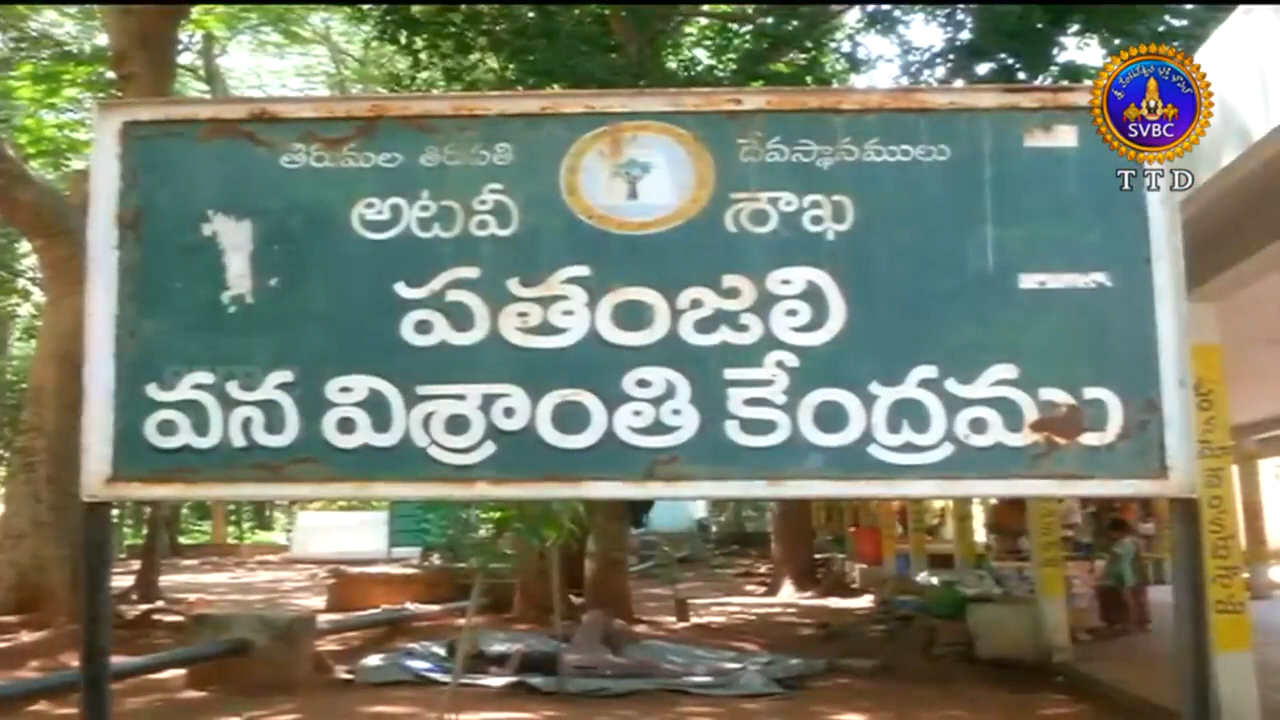 తిరుమల తిరుపతి దేవస్థానములు
అటవీ శాఖ
పతంజలి
వన విశ్రాంతి కేంద్రము
SVBC
TTD